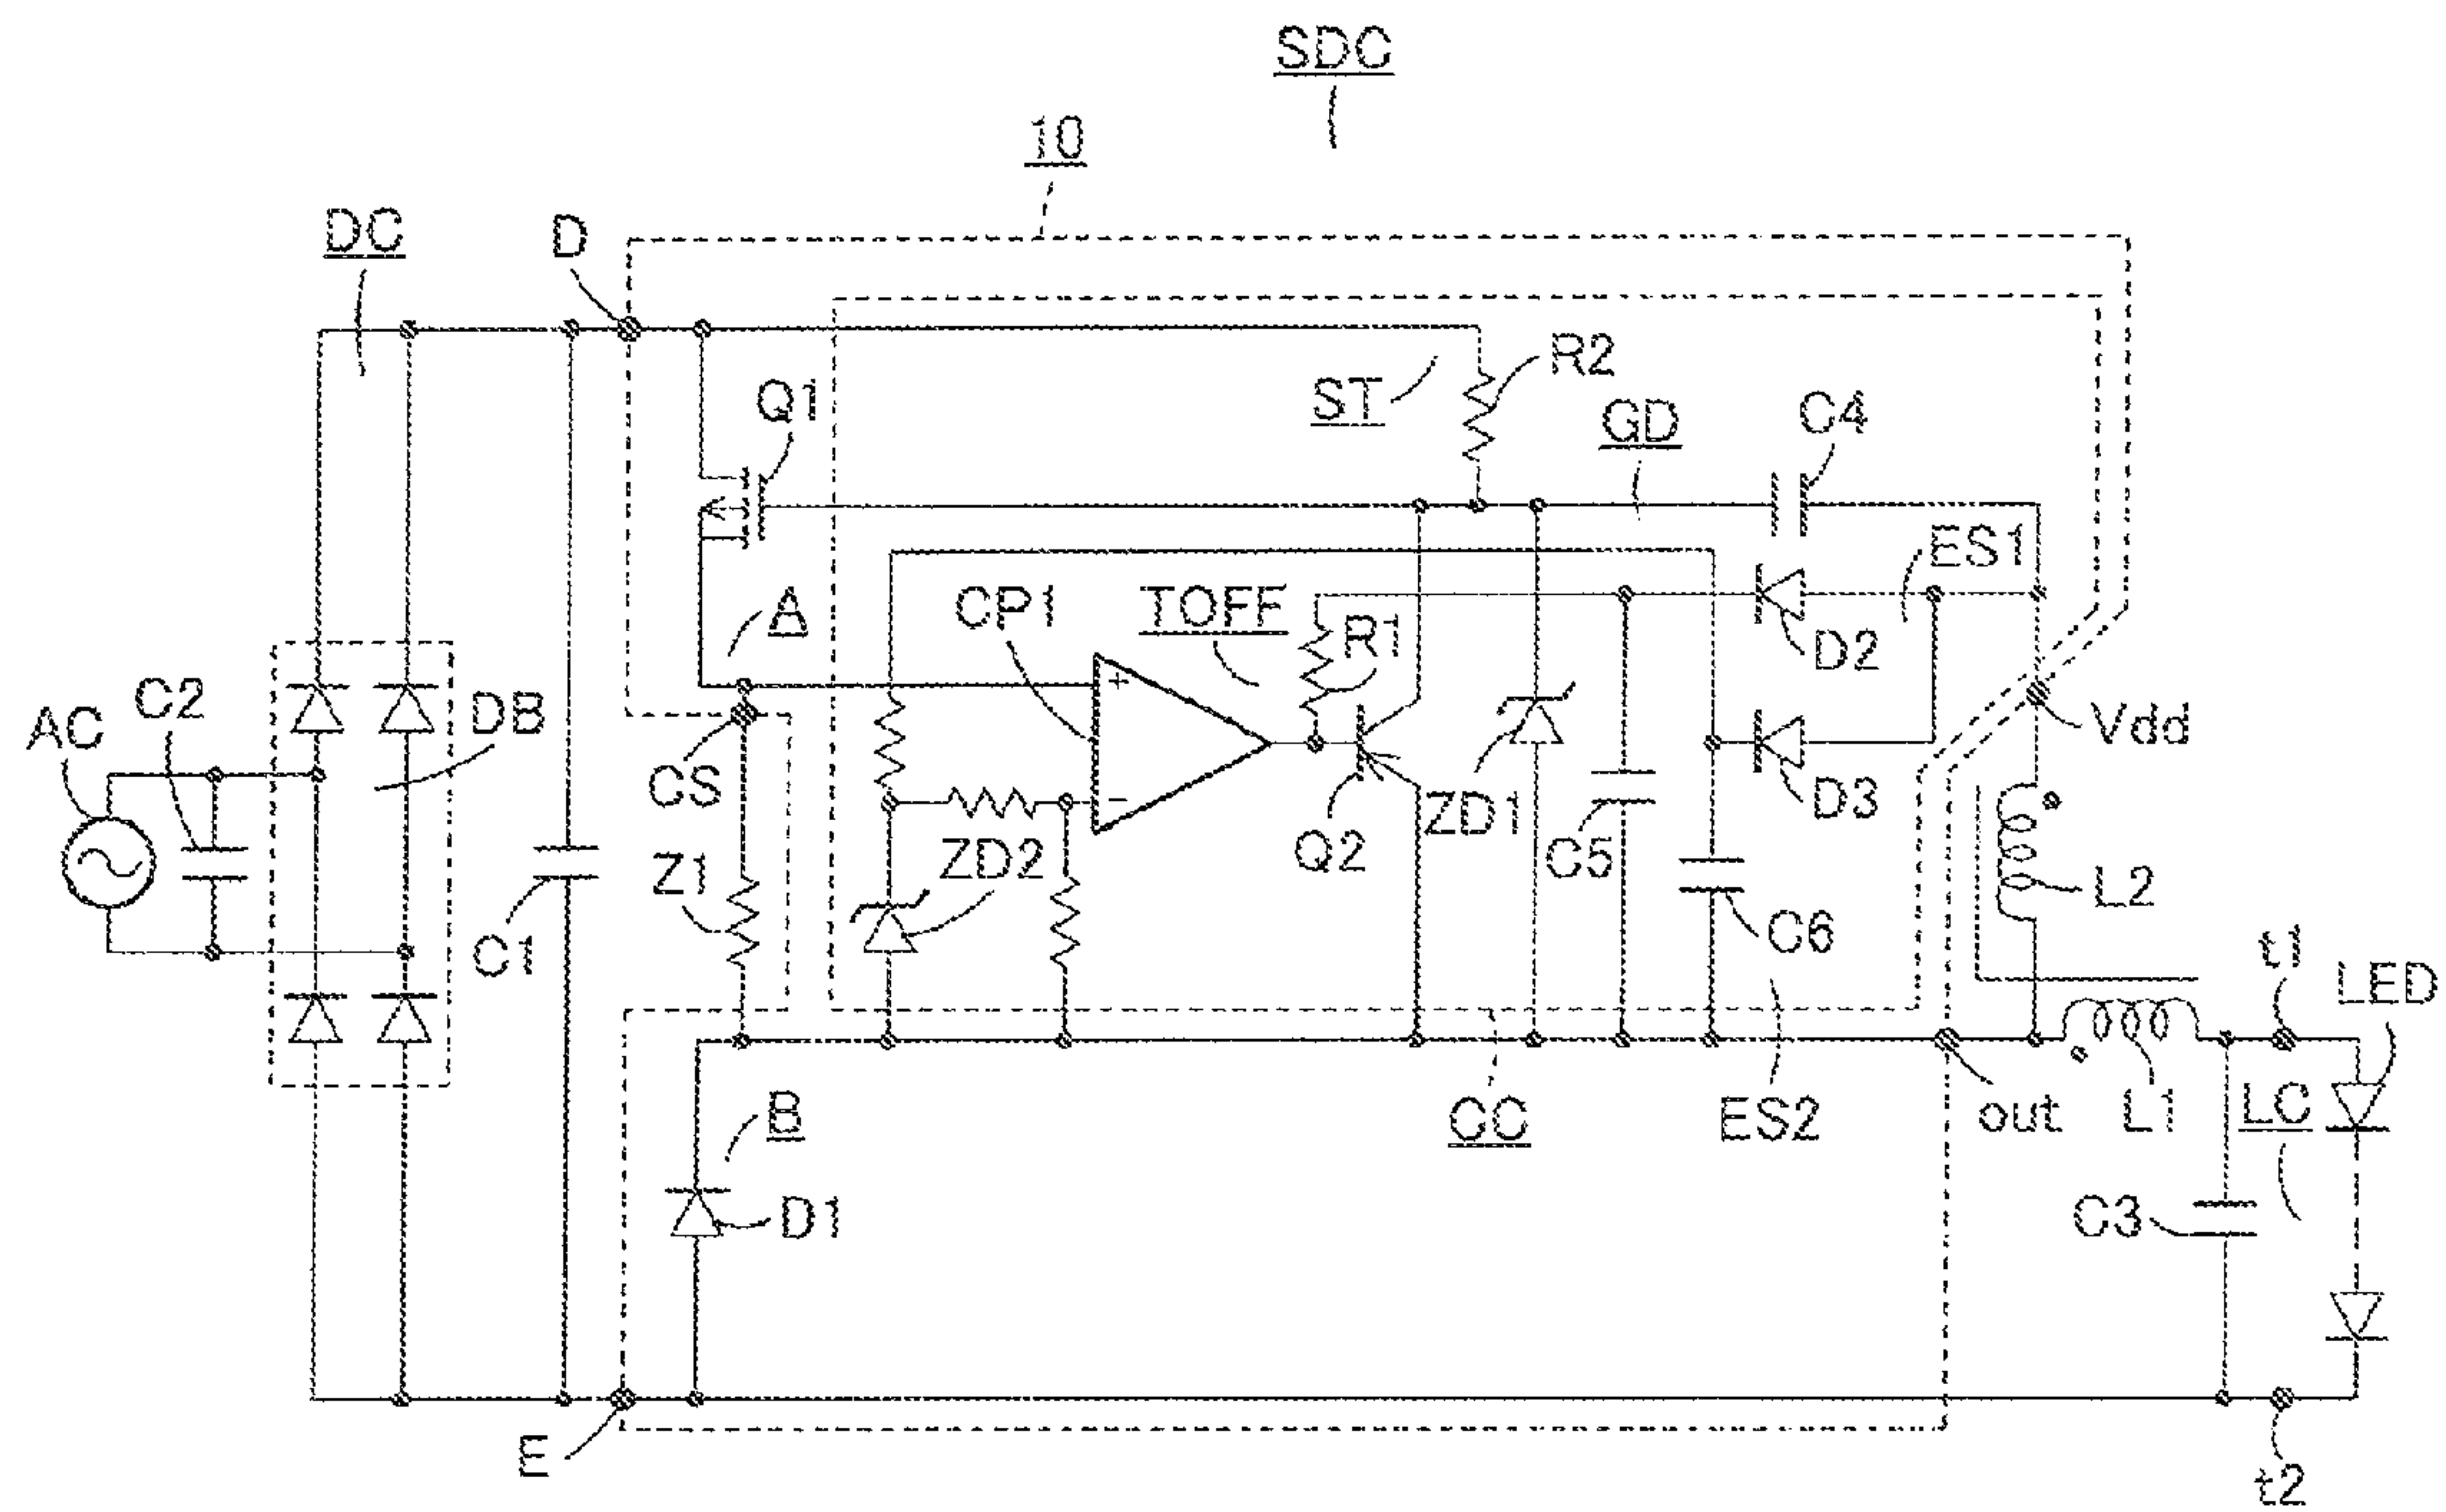 SDC
10
DC
D
Q1
ST
R2
GD
C4
ES1
A
CP1
TOFF
R1
D2
AC
C2
DB
CS
Vdd
+
−
Z1
ZD2
Q2
ZD1
C5
D3
C1
C6
L2
t1
LED
B
CC
ES2
out
L1
LC
D1
C3
E
t2